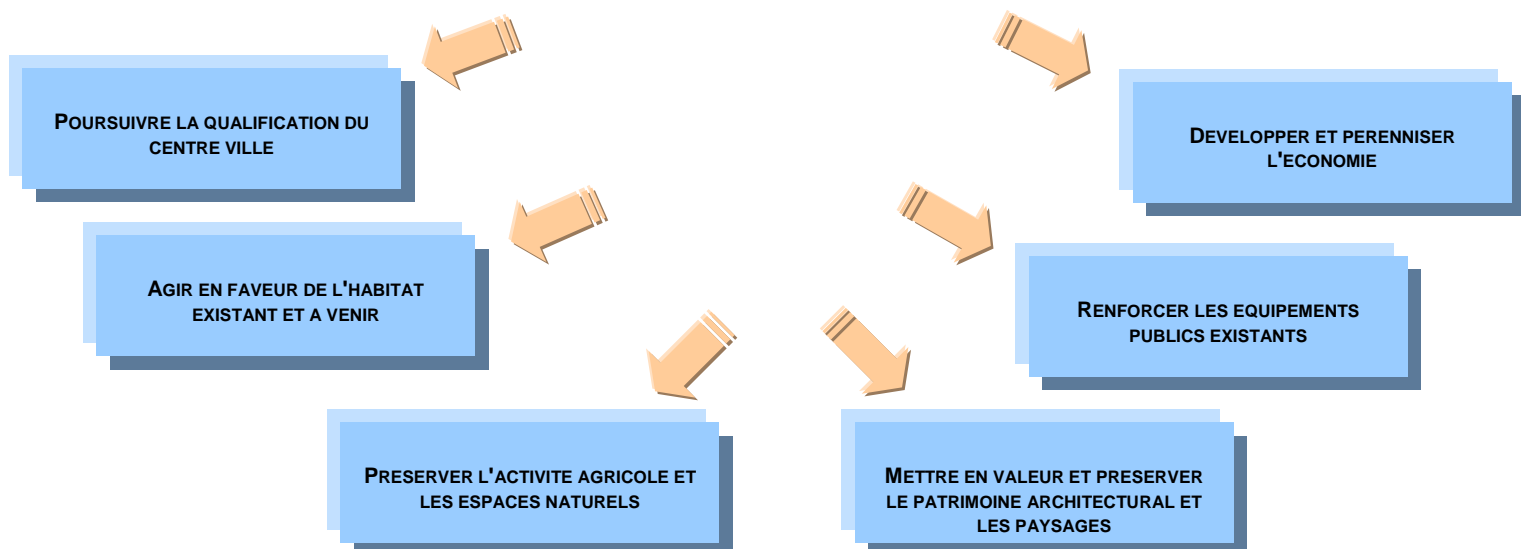 POURSUIVRE LA QUALIFICATION DU
CENTRE VILLE
DEVELOPPER ET PERENNISER
L'ECONOMIE
AGIR EN FAVEUR DE L'HABITAT
EXISTANT ET A VENIR
RENFORCER LES EQUIPEMENTS
PUBLICS EXISTANTS
PRESERVER L'ACTIVITE AGRICOLE ET
LES ESPACES NATURELS
METTRE EN VALEUR ET PRESERVER
LE PATRIMOINE ARCHITECTURAL ET
LES PAYSAGES